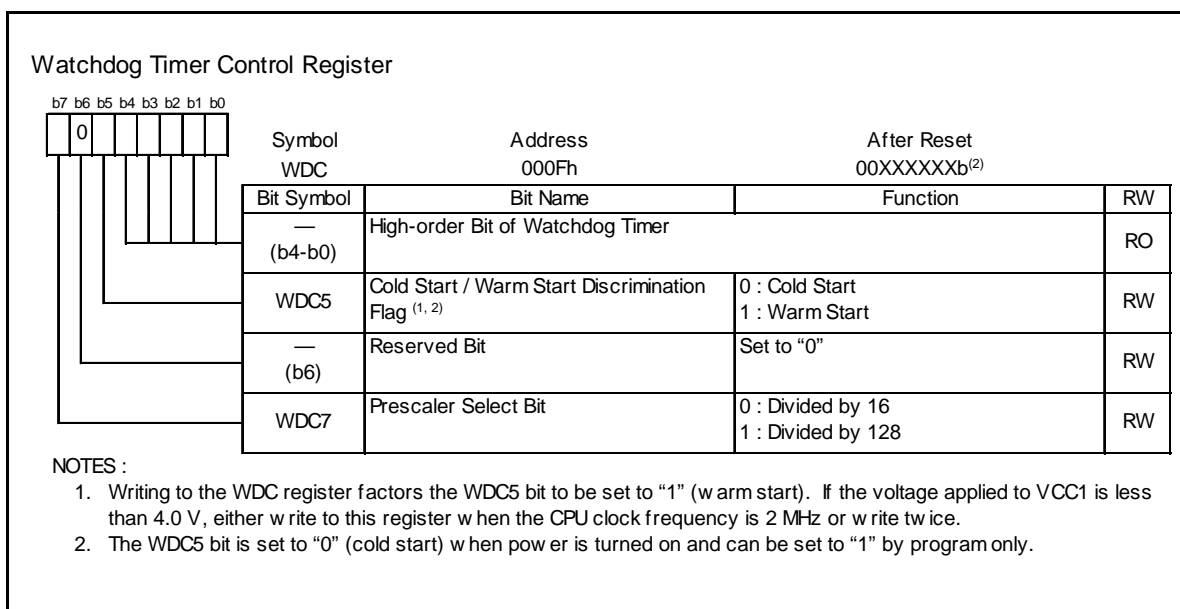 Watchdog Timer Control Register
b7 b6 b5 b4 b3 b2 b1 b0
0
Symbol Address After Reset
WDC 000Fh 00XXXXXXb(2)
Bit Symbol Bit Name Function RW
— (b4-b0) High-order Bit of Watchdog Timer RO
WDC5 Cold Start / Warm Start Discrimination Flag (1, 2) 0 : Cold Start 1 : Warm Start RW
— (b6) Reserved Bit Set to “0” RW
WDC7 Prescaler Select Bit 0 : Divided by 16 1 : Divided by 128 RW
NOTES :
1. Writing to the WDC register factors the WDC5 bit to be set to “1” (warm start). If the voltage applied to VCC1 is less
than 4.0 V, either write to this register when the CPU clock frequency is 2 MHz or write twice.
2. The WDC5 bit is set to “0” (cold start) when power is turned on and can be set to “1” by program only.